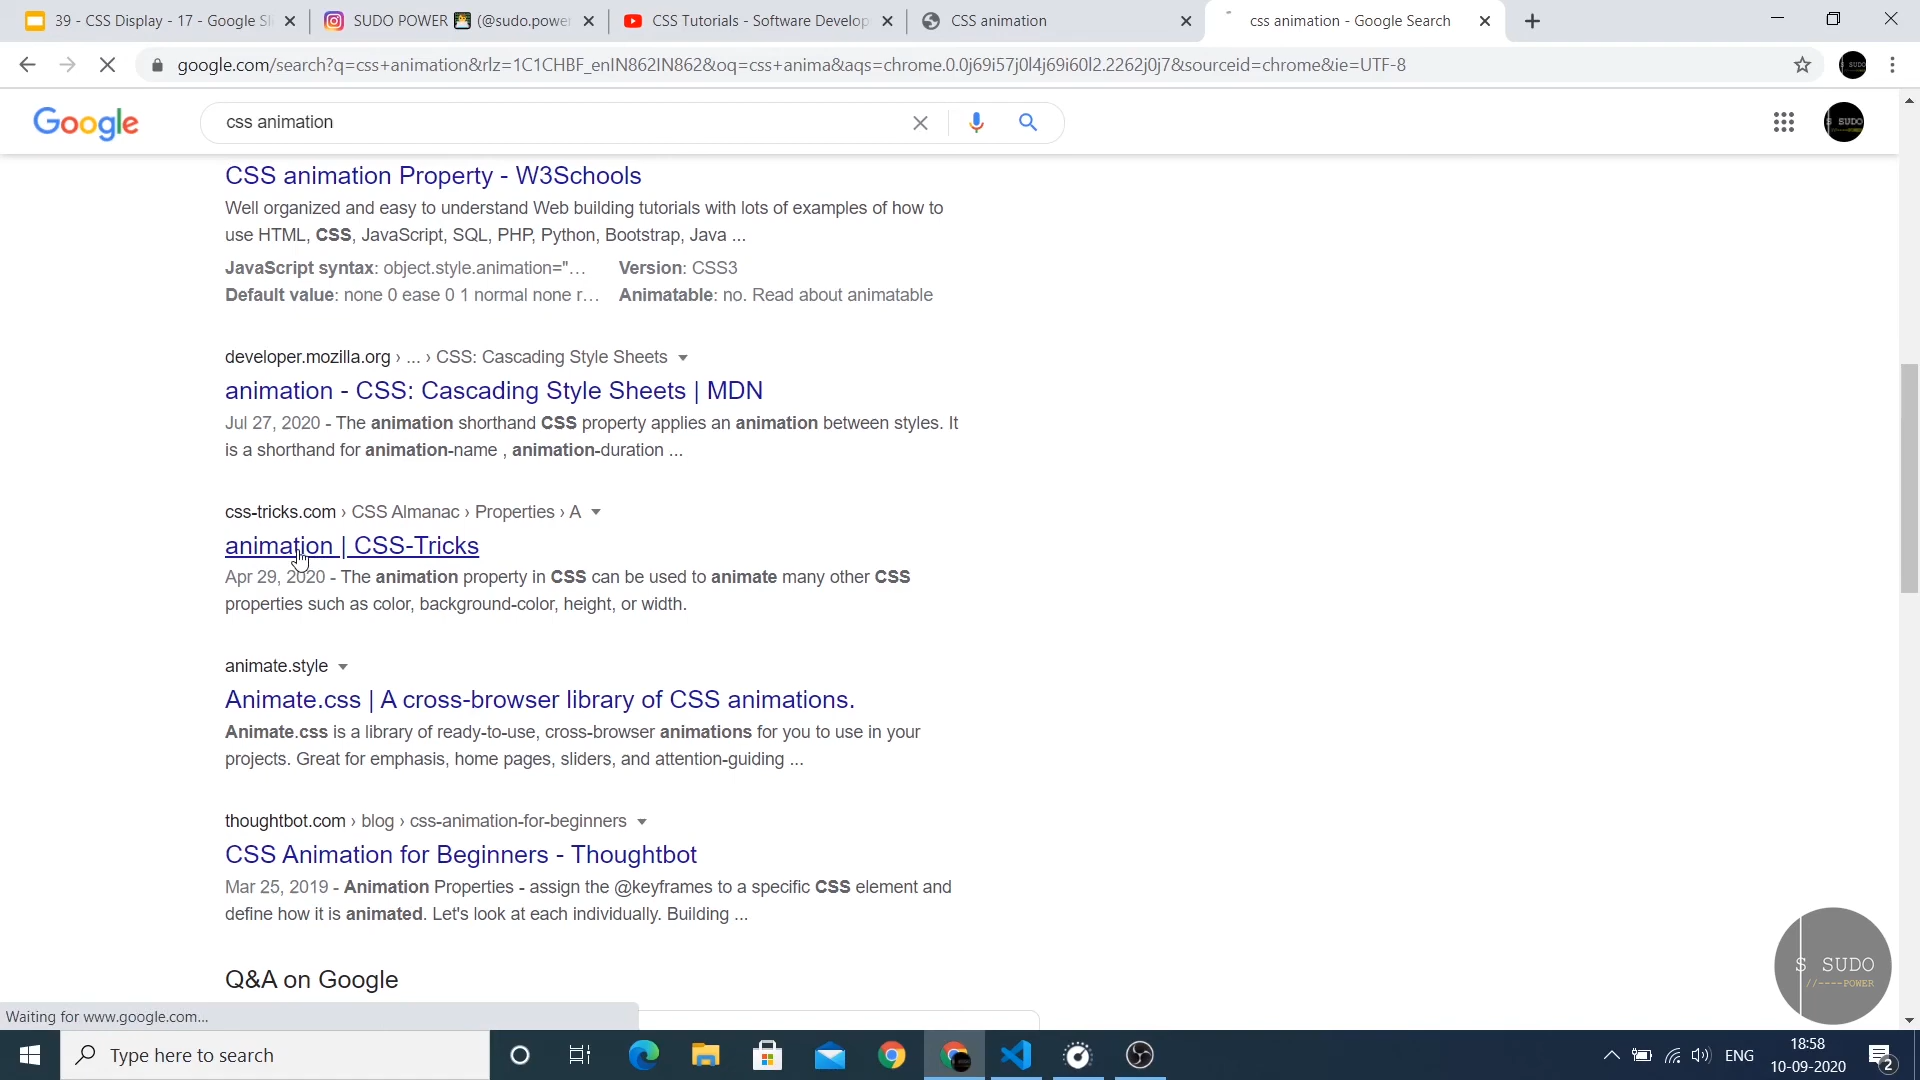 39 - CSS Display - 17 - Google Sl
SUDO POWER (@sudo.powe
CSS Tutorials - Software Develop
CSS animation
css animation - Google Search
google.com/search?q=css+animation&rlz=1C1CHBF_enIN862IN862&oq=css+anima&aqs=chrome.0.0j69i57j0l4j69i60l2.2262j0j7&sourceid=chrome&ie=UTF-8
Google
css animation
CSS animation Property - W3Schools
Well organized and easy to understand Web building tutorials with lots of examples of how to
use HTML, CSS, JavaScript, SQL, PHP, Python, Bootstrap, Java ...
JavaScript syntax: object.style.animation="... Version: CSS3
Default value: none 0 ease 0 1 normal none r... Animatable: no. Read about animatable
developer.mozilla.org › ... › CSS: Cascading Style Sheets
animation - CSS: Cascading Style Sheets | MDN
Jul 27, 2020 - The animation shorthand CSS property applies an animation between styles. It
is a shorthand for animation-name , animation-duration ...
css-tricks.com › CSS Almanac › Properties › A
animation | CSS-Tricks
Apr 29, 2020 - The animation property in CSS can be used to animate many other CSS
properties such as color, background-color, height, or width.
animate.style
Animate.css | A cross-browser library of CSS animations.
Animate.css is a library of ready-to-use, cross-browser animations for you to use in your
projects. Great for emphasis, home pages, sliders, and attention-guiding ...
thoughtbot.com › blog › css-animation-for-beginners
CSS Animation for Beginners - Thoughtbot
Mar 25, 2019 - Animation Properties - assign the @keyframes to a specific CSS element and
define how it is animated. Let's look at each individually. Building ...
Q&A on Google
S SUDO
//----POWER
Waiting for www.google.com...
Type here to search
ENG
18:58
10-09-2020
2